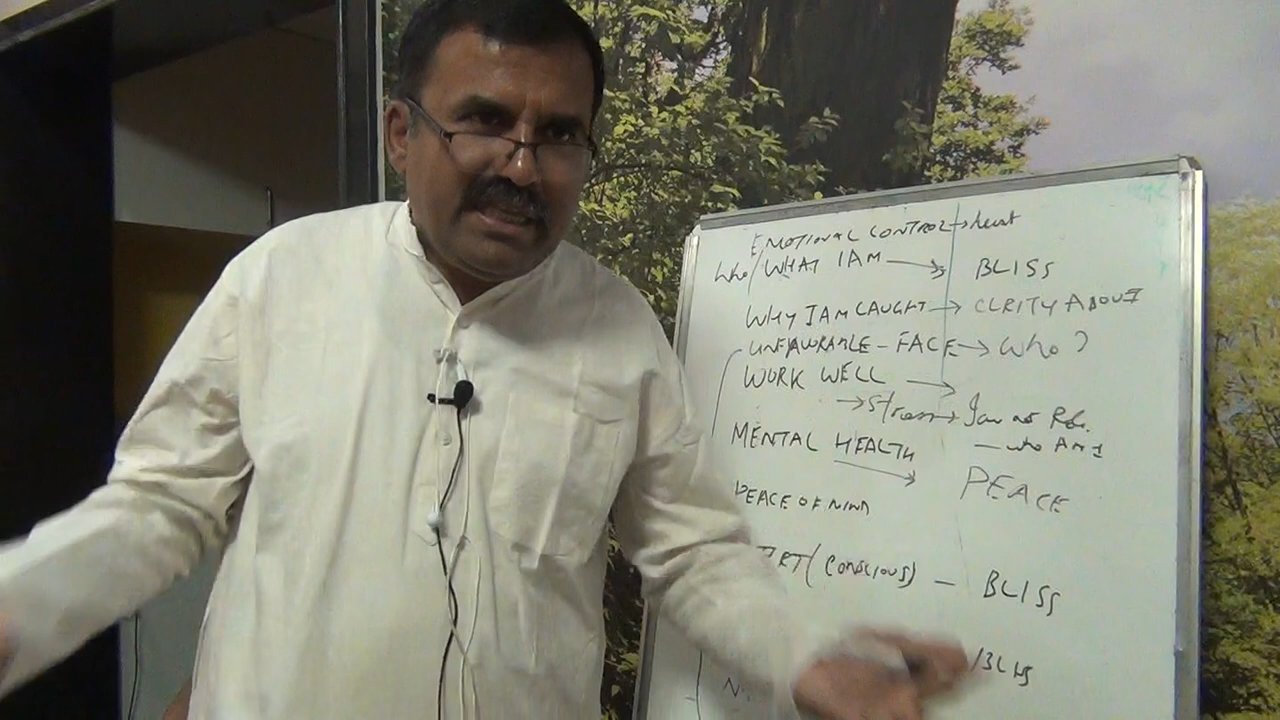 EMOTIONAL CONTROL → heart
Who / WHAT I AM → BLISS
WHY I AM CAUGHT → CLRITY ABOUT
UNFAVORABLE - FACE → Who ?
WORK WELL →
→ Stress → I am not
- who Am I
MENTAL HEALTH → PEACE
PEACE OF MIND
(CONSCIOUS) - BLISS
BLISS